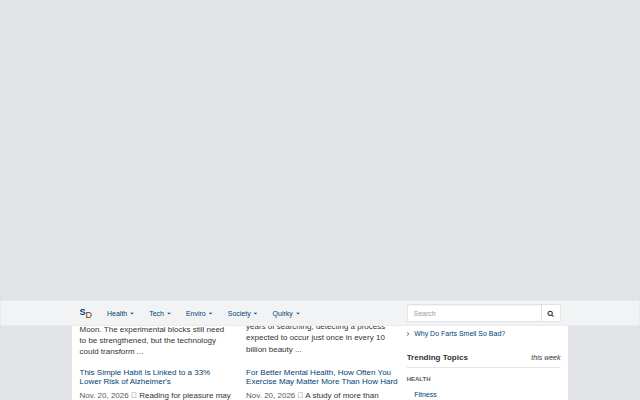 SD Health Tech Enviro Society Quirky Search
Moon. The experimental blocks still need
to be strengthened, but the technology
could transform ...
years of searching, detecting a process
expected to occur just once in every 10
billion beauty ...
This Simple Habit Is Linked to a 33%
Lower Risk of Alzheimer's
Nov. 20, 2026 Reading for pleasure may
For Better Mental Health, How Often You
Exercise May Matter More Than How Hard
Nov. 20, 2026 A study of more than
› Why Do Farts Smell So Bad?
Trending Topics this week
HEALTH
Fitness